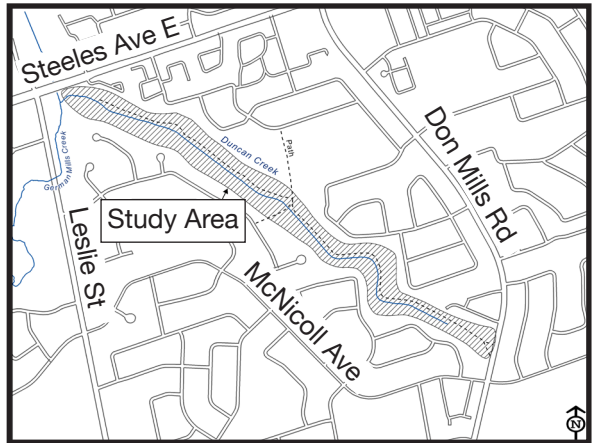 Steeles Ave E
Duncan Creek
Path
German Mills Creek
Study Area
Leslie St
Don Mills Rd
McNicoll Ave
N